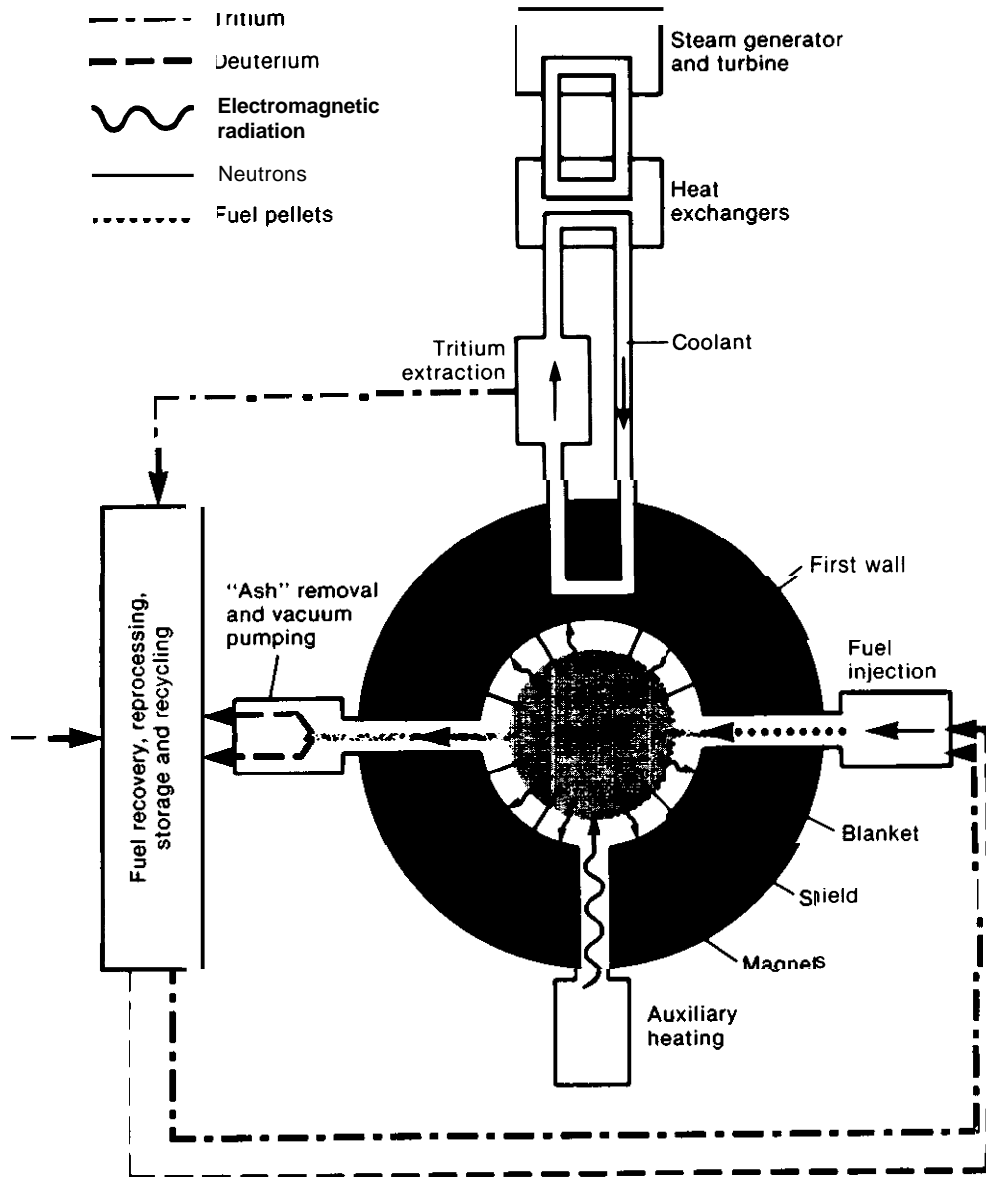 Tritium
Deuterium
Electromagnetic
radiation
Neutrons
Fuel pellets
Steam generator
and turbine
Heat
exchangers
Tritium
extraction
Coolant
First wall
"Ash" removal
and vacuum
pumping
Fuel
injection
Fuel recovery, reprocessing,
storage and recycling
Blanket
Shield
Magnets
Auxiliary
heating